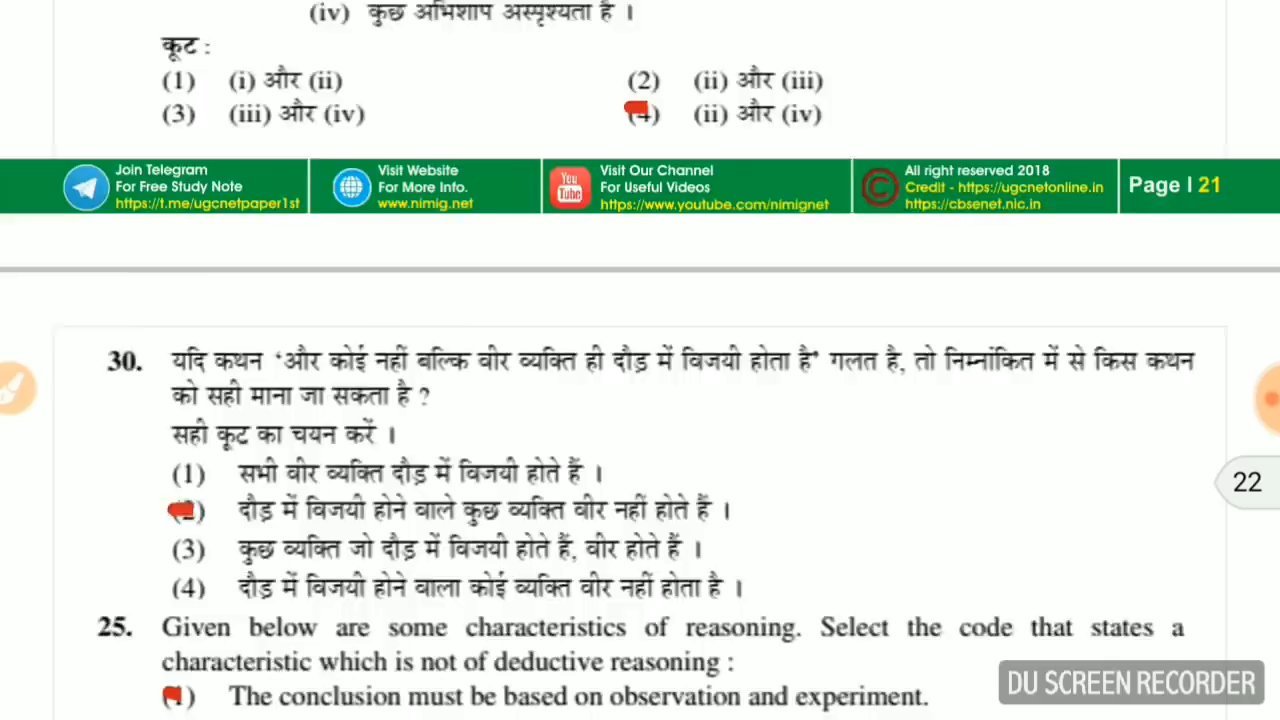 (iv) कुछ अभिशाप अस्पृश्यता है ।
कूट :
(1) (i) और (ii) (2) (ii) और (iii)
(3) (iii) और (iv) (4) (ii) और (iv)
Join Telegram
For Free Study Note
https://t.me/ugcnetpaper1st
Visit Website
For More Info.
www.nimig.net
You
Tube
Visit Our Channel
For Useful Videos
https://www.youtube.com/nimignet
C
All right reserved 2018
Credit - https://ugcnetonline.in
https://cbsenet.nic.in
Page | 21
30. यदि कथन ‘और कोई नहीं बल्कि वीर व्यक्ति ही दौड़ में विजयी होता है’ गलत है, तो निम्नांकित में से किस कथन
को सही माना जा सकता है ?
सही कूट का चयन करें ।
(1) सभी वीर व्यक्ति दौड़ में विजयी होते हैं ।
(2) दौड़ में विजयी होने वाले कुछ व्यक्ति वीर नहीं होते हैं ।
(3) कुछ व्यक्ति जो दौड़ में विजयी होते हैं, वीर होते हैं ।
(4) दौड़ में विजयी होने वाला कोई व्यक्ति वीर नहीं होता है ।
22
25. Given below are some characteristics of reasoning. Select the code that states a
characteristic which is not of deductive reasoning :
(1) The conclusion must be based on observation and experiment.
DU SCREEN RECORDER